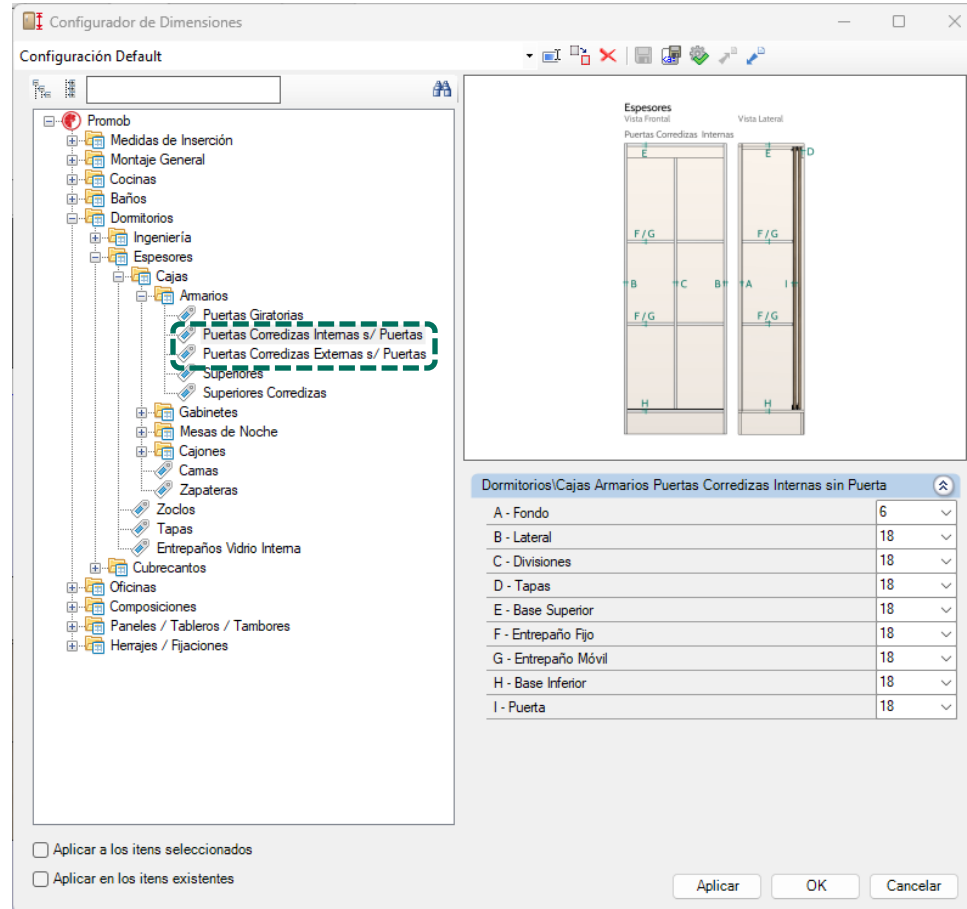 Configurador de Dimensiones
Configuración Default
Promob
Medidas de Inserción
Montaje General
Cocinas
Baños
Dormitorios
Ingeniería
Espesores
Cajas
Armarios
Puertas Giratorias
Puertas Corredizas Internas s/ Puertas
Puertas Corredizas Externas s/ Puertas
Superiores
Superiores Corredizas
Gabinetes
Mesas de Noche
Cajones
Camas
Zapateras
Zoclos
Tapas
Entrepaños Vidrio Interna
Cubrecantos
Oficinas
Composiciones
Paneles / Tableros / Tambores
Herrajes / Fijaciones
Espesores
Vista Frontal Vista Lateral
Puertas Corredizas Internas
E E D
F/G F/G
B C B A I
F/G F/G
H H
Dormitorios\Cajas Armarios Puertas Corredizas Internas sin Puerta
A - Fondo 6
B - Lateral 18
C - Divisiones 18
D - Tapas 18
E - Base Superior 18
F - Entrepaño Fijo 18
G - Entrepaño Móvil 18
H - Base Inferior 18
I - Puerta 18
Aplicar a los itens seleccionados
Aplicar en los itens existentes
Aplicar OK Cancelar